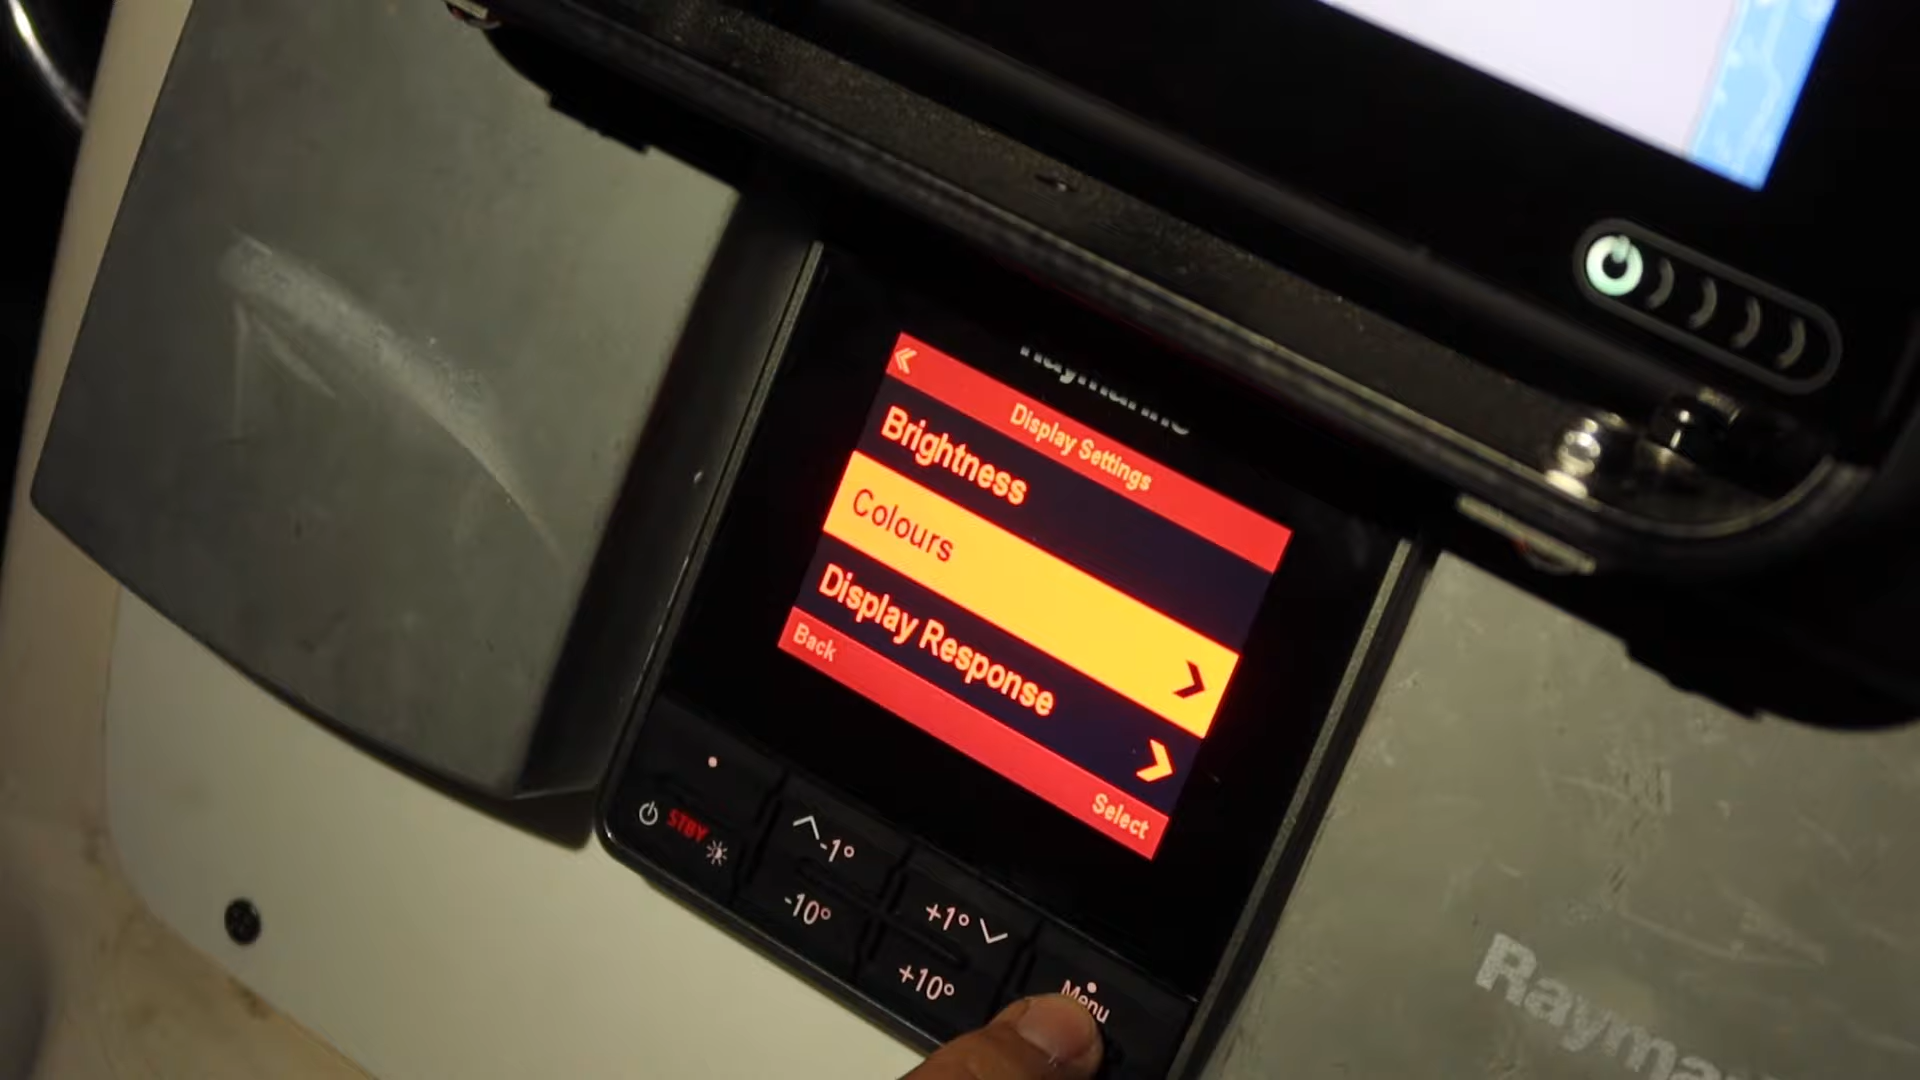 Raymarine
Display Settings
Brightness
Colours
Display Response
Back
Select
STBY
-1°
-10°
+1°
+10°
Menu